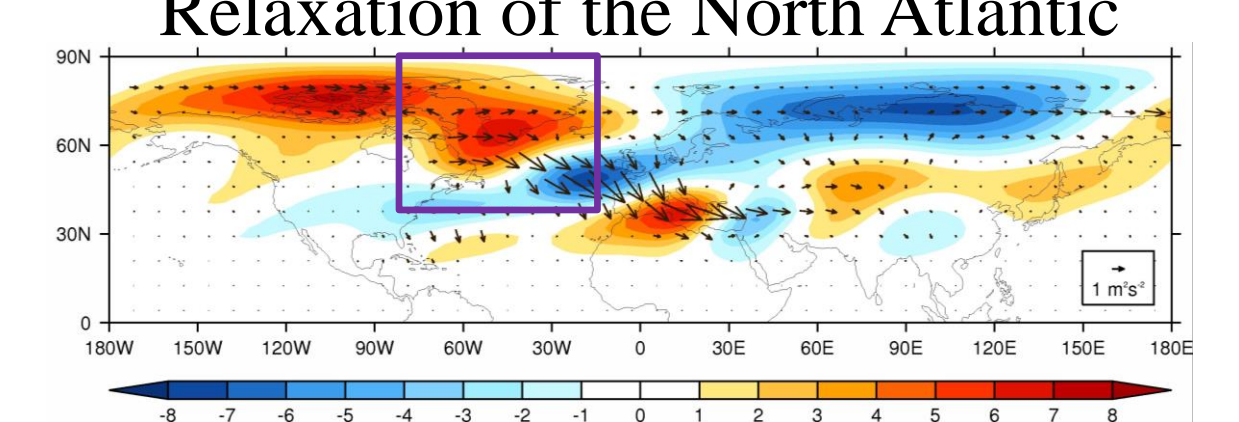 Relaxation of the North Atlantic
90N
60N
30N
0
1 m²s⁻²
180W 150W 120W 90W 60W 30W 0 30E 60E 90E 120E 150E 180E
-8 -7 -6 -5 -4 -3 -2 -1 0 1 2 3 4 5 6 7 8